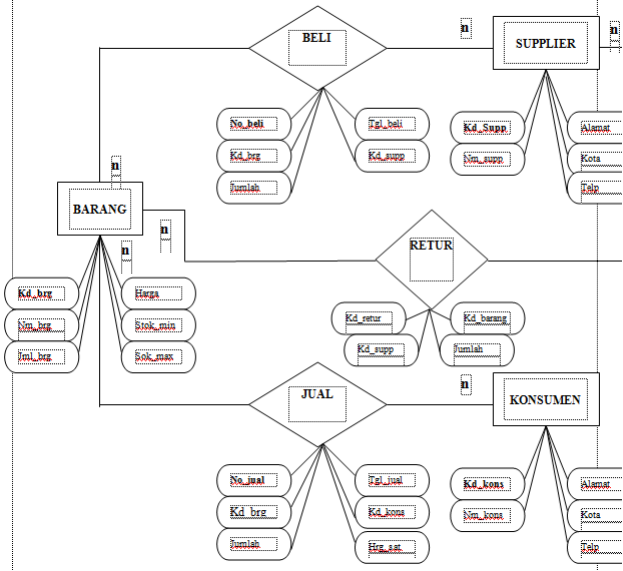 BELI
n
SUPPLIER
n
No_beli
Tgl_beli
Kd_brg
Kd_supp
Jumlah
Kd_Supp
Alamat
Nm_supp
Kota
Telp
n
BARANG
n
n
RETUR
Kd_brg
Harga
Nm_brg
Stok_min
Jml_brg
Sok_max
Kd_retur
Kd_barang
Kd_supp
Jumlah
JUAL
n
KONSUMEN
No_jual
Tgl_jual
Kd_brg
Kd_kons
Jumlah
Hrg_sat
Kd_kons
Alamat
Nm_kons
Kota
Telp